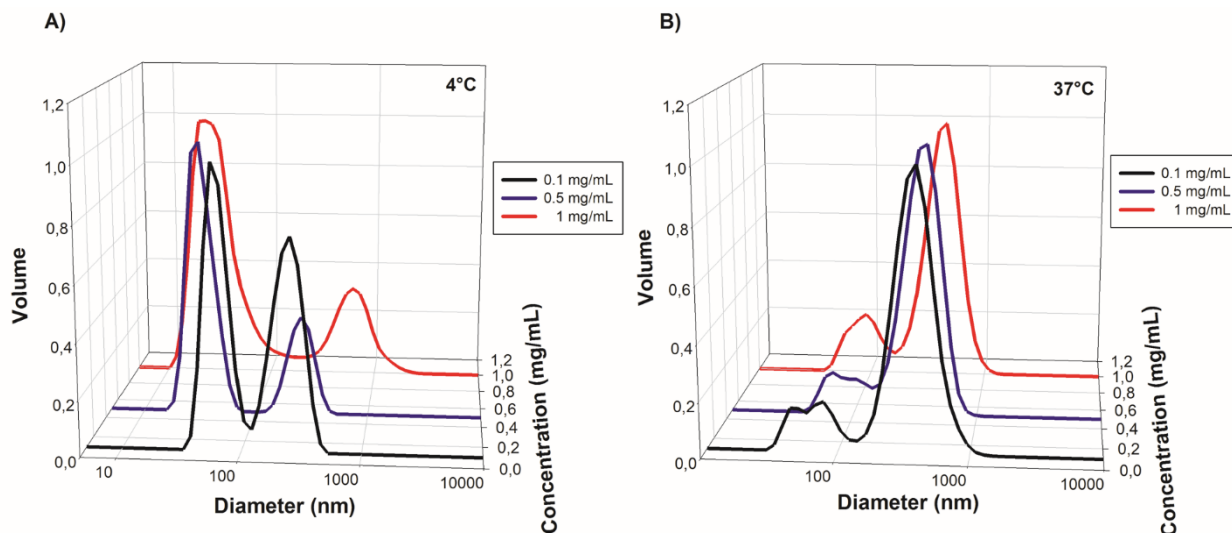 A)
4°C
1,2
1,0
0,8
0,6
0,4
0,2
0,0
Volume
10
100
1000
10000
Diameter (nm)
1,2
1,0
0,8
0,6
0,4
0,2
0,0
Concentration (mg/mL)
0.1 mg/mL
0.5 mg/mL
1 mg/mL
B)
37°C
1,2
1,0
0,8
0,6
0,4
0,2
0,0
Volume
100
1000
10000
Diameter (nm)
1,2
1,0
0,8
0,6
0,4
0,2
0,0
Concentration (mg/mL)
0.1 mg/mL
0.5 mg/mL
1 mg/mL